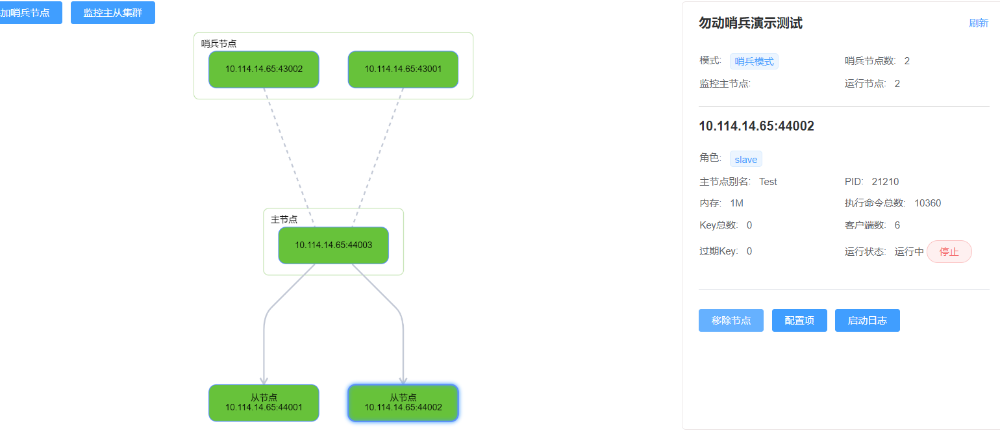 加哨兵节点
监控主从集群
哨兵节点
10.114.14.65:43002
10.114.14.65:43001
主节点
10.114.14.65:44003
从节点
10.114.14.65:44001
从节点
10.114.14.65:44002
勿动哨兵演示测试
刷新
模式: 哨兵模式
哨兵节点数: 2
监控主节点:
运行节点: 2
10.114.14.65:44002
角色: slave
主节点别名: Test
PID: 21210
内存: 1M
执行命令总数: 10360
Key总数: 0
客户端数: 6
过期Key: 0
运行状态: 运行中 停止
移除节点
配置项
启动日志